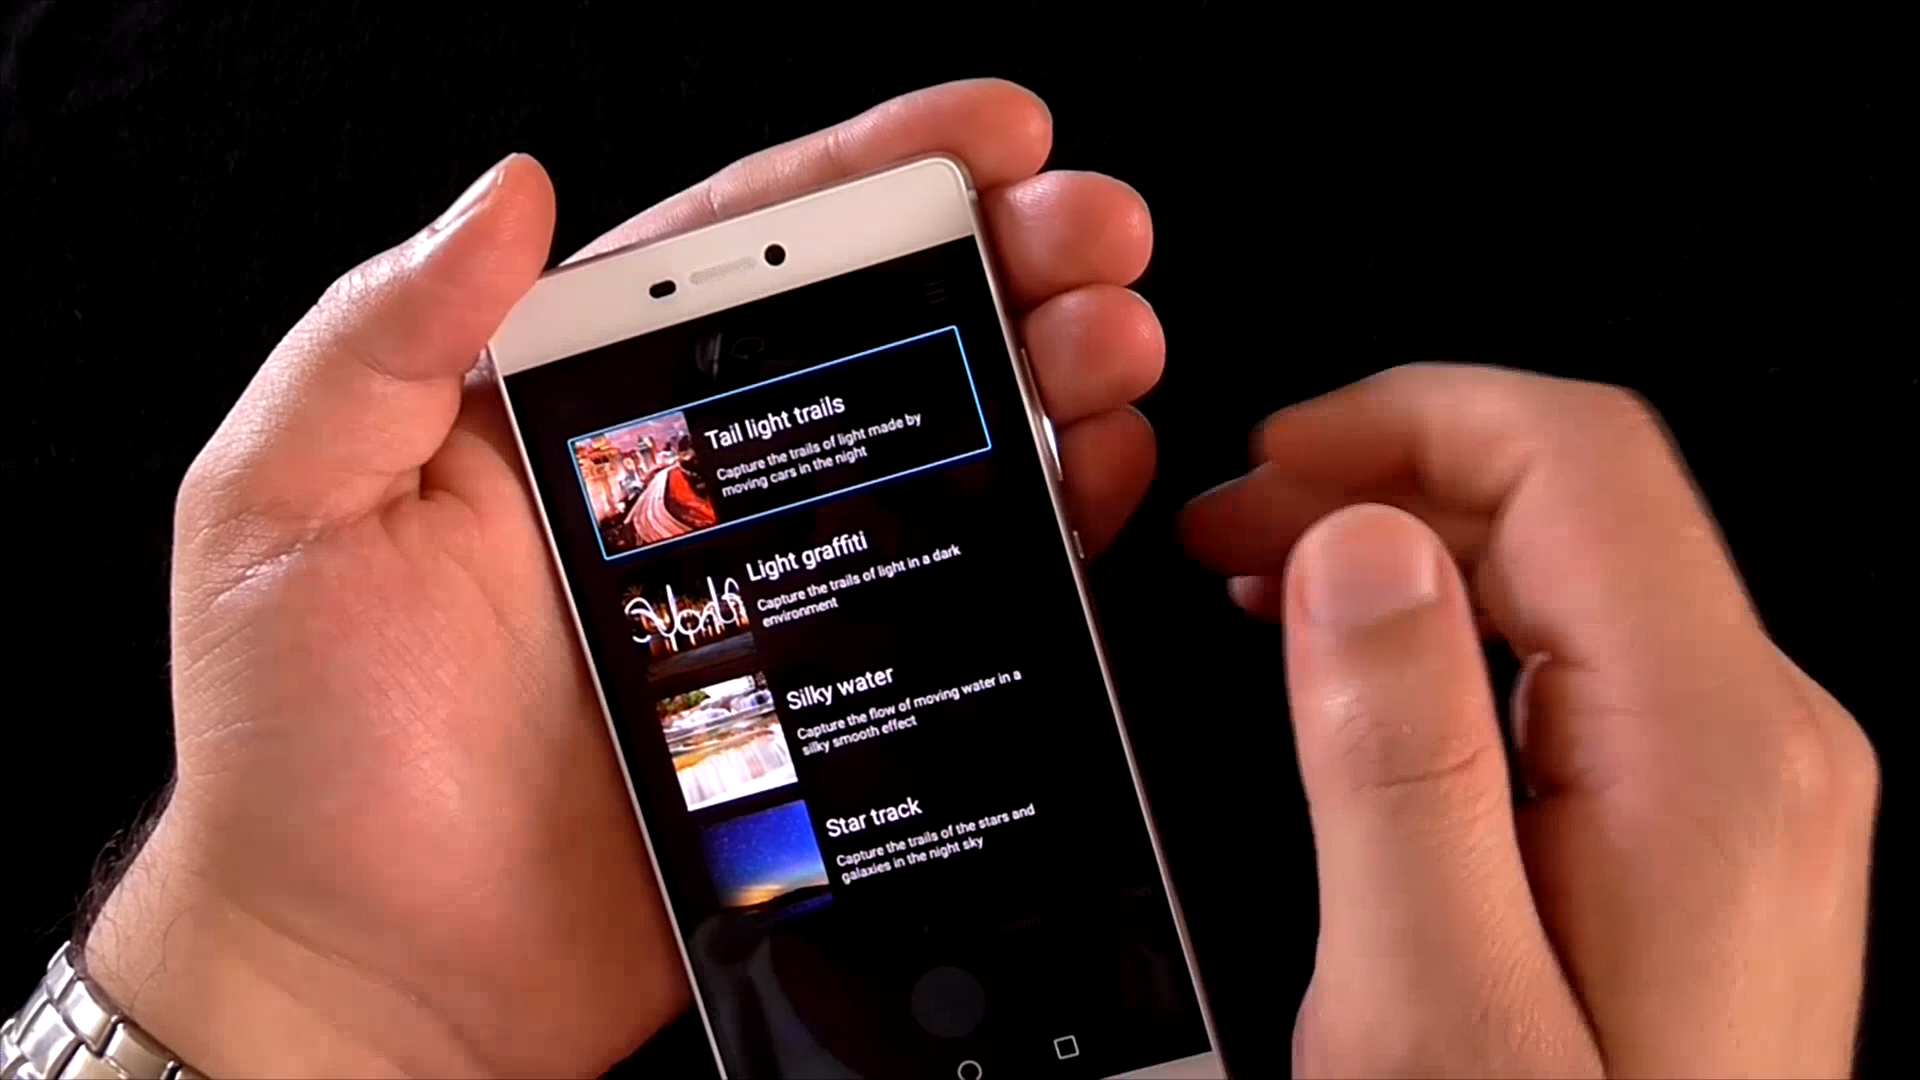 Tail light trails
Capture the trails of light made by
moving cars in the night
Light graffiti
Capture the trails of light in a dark
environment
Silky water
Capture the flow of moving water in a
silky smooth effect
Star track
Capture the trails of the stars and
galaxies in the night sky